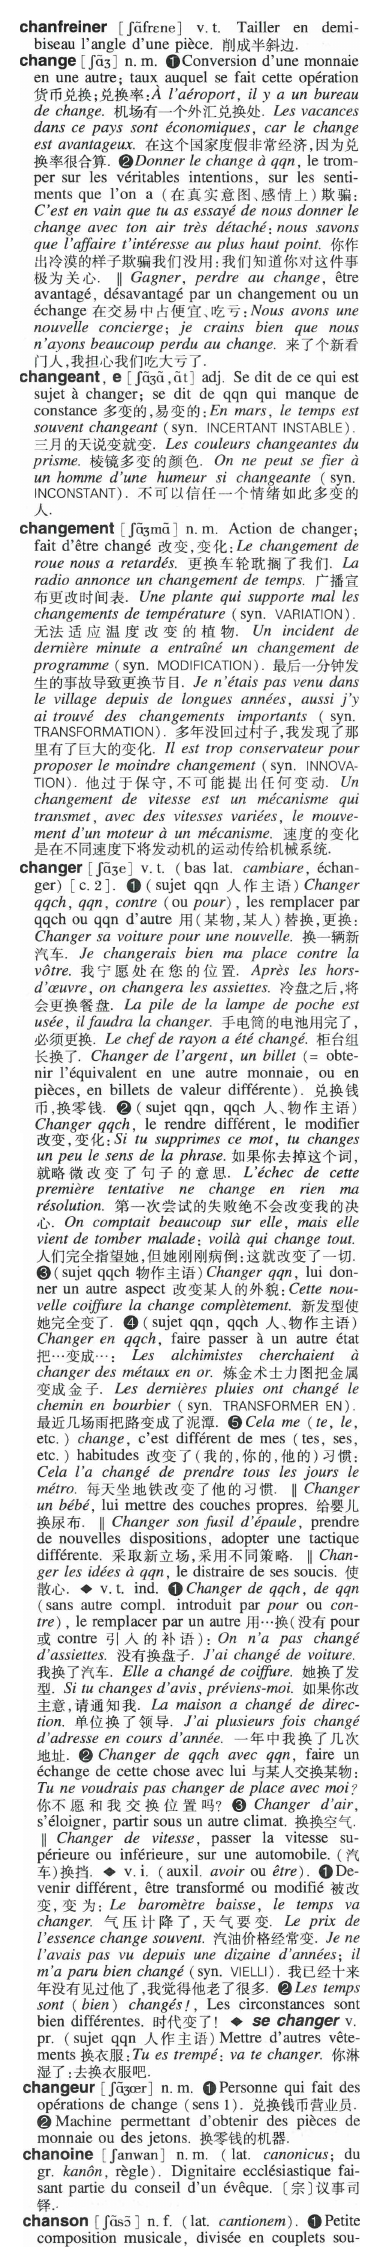 chanfreiner [ʃɑ̃frɛne] v. t. Tailler en demi-
biseau l'angle d'une pièce. 削成半斜边.
change [ʃɑ̃ʒ] n. m. ❶Conversion d'une monnaie
en une autre; taux auquel se fait cette opération
货币兑换;兑换率:À l'aéroport, il y a un bureau
de change. 机场有一个外汇兑换处. Les vacances
dans ce pays sont économiques, car le change
est avantageux. 在这个国家度假非常经济,因为兑
换率很合算. ❷Donner le change à qqn, le trom-
per sur les véritables intentions, sur les senti-
ments que l'on a (在真实意图、感情上)欺骗:
C'est en vain que tu as essayé de nous donner le
change avec ton air très détaché: nous savons
que l'affaire t'intéresse au plus haut point. 你作
出冷漠的样子欺骗我们没用:我们知道你对这件事
极为关心. ‖ Gagner, perdre au change, être
avantagé, désavantagé par un changement ou un
échange 在交易中占便宜、吃亏:Nous avons une
nouvelle concierge; je crains bien que nous
n'ayons beaucoup perdu au change. 来了个新看
门人,我担心我们吃大亏了.
changeant, e [ʃɑ̃ʒɑ̃, ɑ̃t] adj. Se dit de ce qui est
sujet à changer; se dit de qqn qui manque de
constance 多变的,易变的:En mars, le temps est
souvent changeant (syn. INCERTANT INSTABLE).
三月的天说变就变. Les couleurs changeantes du
prisme. 棱镜多变的颜色. On ne peut se fier à
un homme d'une humeur si changeante (syn.
INCONSTANT). 不可以信任一个情绪如此多变的
人.
changement [ʃɑ̃ʒmɑ̃] n. m. Action de changer;
fait d'être changé 改变,变化:Le changement de
roue nous a retardés. 更换车轮耽搁了我们. La
radio annonce un changement de temps. 广播宣
布更改时间表. Une plante qui supporte mal les
changements de température (syn. VARIATION).
无法适应温度改变的植物. Un incident de
dernière minute a entraîné un changement de
programme (syn. MODIFICATION). 最后一分钟发
生的事故导致更换节目. Je n'étais pas venu dans
le village depuis de longues années, aussi j'y
ai trouvé des changements importants (syn.
TRANSFORMATION). 多年没回过村子,我发现了那
里有了巨大的变化. Il est trop conservateur pour
proposer le moindre changement (syn. INNOVA-
TION). 他过于保守,不可能提出任何变动. Un
changement de vitesse est un mécanisme qui
transmet, avec des vitesses variées, le mouve-
ment d'un moteur à un mécanisme. 速度的变化
是在不同速度下将发动机的运动传给机械系统.
changer [ʃɑ̃ʒe] v. t. (bas lat. cambiare, échan-
ger) [c. 2]. ❶(sujet qqn 人作主语) Changer
qqch, qqn, contre (ou pour), les remplacer par
qqch ou qqn d'autre 用(某物,某人)替换,更换:
Changer sa voiture pour une nouvelle. 换一辆新
汽车. Je changerais bien ma place contre la
vôtre. 我宁愿处在您的位置. Après les hors-
d'œuvre, on changera les assiettes. 冷盘之后,将
会更换餐盘. La pile de la lampe de poche est
usée, il faudra la changer. 手电筒的电池用完了,
必须更换. Le chef de rayon a été changé. 柜台组
长换了. Changer de l'argent, un billet (= obte-
nir l'équivalent en une autre monnaie, ou en
pièces, en billets de valeur différente). 兑换钱
币,换零钱. ❷(sujet qqn, qqch 人、物作主语)
Changer qqch, le rendre différent, le modifier
改变,变化:Si tu supprimes ce mot, tu changes
un peu le sens de la phrase. 如果你去掉这个词,
就略微改变了句子的意思. L'échec de cette
première tentative ne change en rien ma
résolution. 第一次尝试的失败绝不会改变我的决
心. On comptait beaucoup sur elle, mais elle
vient de tomber malade: voilà qui change tout.
人们完全指望她,但她刚刚病倒:这就改变了一切.
❸(sujet qqch 物作主语) Changer qqn, lui don-
ner un autre aspect 改变某人的外貌:Cette nou-
velle coiffure la change complètement. 新发型使
她完全变了. ❹(sujet qqn, qqch 人、物作主语)
Changer en qqch, faire passer à un autre état
把…变成…: Les alchimistes cherchaient à
changer des métaux en or. 炼金术士力图把金属
变成金子. Les dernières pluies ont changé le
chemin en bourbier (syn. TRANSFORMER EN).
最近几场雨把路变成了泥潭. ❺Cela me (te, le,
etc.) change, c'est différent de mes (tes, ses,
etc.) habitudes 改变了(我的,你的,他的)习惯:
Cela l'a changé de prendre tous les jours le
métro. 每天坐地铁改变了他的习惯. ‖ Changer
un bébé, lui mettre des couches propres. 给婴儿
换尿布. ‖ Changer son fusil d'épaule, prendre
de nouvelles dispositions, adopter une tactique
différente. 采取新立场,采用不同策略. ‖ Chan-
ger les idées à qqn, le distraire de ses soucis. 使
散心. ◆ v. t. ind. ❶Changer de qqch, de qqn
(sans autre compl. introduit par pour ou con-
tre), le remplacer par un autre 用…换(没有 pour
或 contre 引入的补语): On n'a pas changé
d'assiettes. 没有换盘子. J'ai changé de voiture.
我换了汽车. Elle a changé de coiffure. 她换了发
型. Si tu changes d'avis, préviens-moi. 如果你改
主意,请通知我. La maison a changé de direc-
tion. 单位换了领导. J'ai plusieurs fois changé
d'adresse en cours d'année. 一年中我换了几次
地址. ❷ Changer de qqch avec qqn, faire un
échange de cette chose avec lui 与某人交换某物:
Tu ne voudrais pas changer de place avec moi?
你不愿和我交换位置吗? ❸ Changer d'air,
s'éloigner, partir sous un autre climat. 换换空气.
‖ Changer de vitesse, passer la vitesse su-
périeure ou inférieure, sur une automobile. (汽
车)换挡. ◆ v. i. (auxil. avoir ou être). ❶De-
venir différent, être transformé ou modifié 被改
变,变为: Le baromètre baisse, le temps va
changer. 气压计降了,天气要变. Le prix de
l'essence change souvent. 汽油价格经常变. Je ne
l'avais pas vu depuis une dizaine d'années; il
m'a paru bien changé (syn. VIELLI). 我已经十来
年没有见过他了,我觉得他老了很多. ❷Les temps
sont (bien) changés!, Les circonstances sont
bien différentes. 时代变了! ◆ se changer v.
pr. (sujet qqn 人作主语) Mettre d'autres vête-
ments 换衣服:Tu es trempé: va te changer. 你淋
湿了:去换衣服吧.
changeur [ʃɑ̃ʒœr] n. m. ❶Personne qui fait des
opérations de change (sens 1). 兑换钱币营业员.
❷ Machine permettant d'obtenir des pièces de
monnaie ou des jetons. 换零钱的机器.
chanoine [ʃanwan] n. m. (lat. canonicus; du
gr. kanôn, règle). Dignitaire ecclésiastique fai-
sant partie du conseil d'un évêque. 〔宗〕议事司
铎.
chanson [ʃɑ̃sɔ̃] n. f. (lat. cantionem). ❶Petite
composition musicale, divisée en couplets sou-